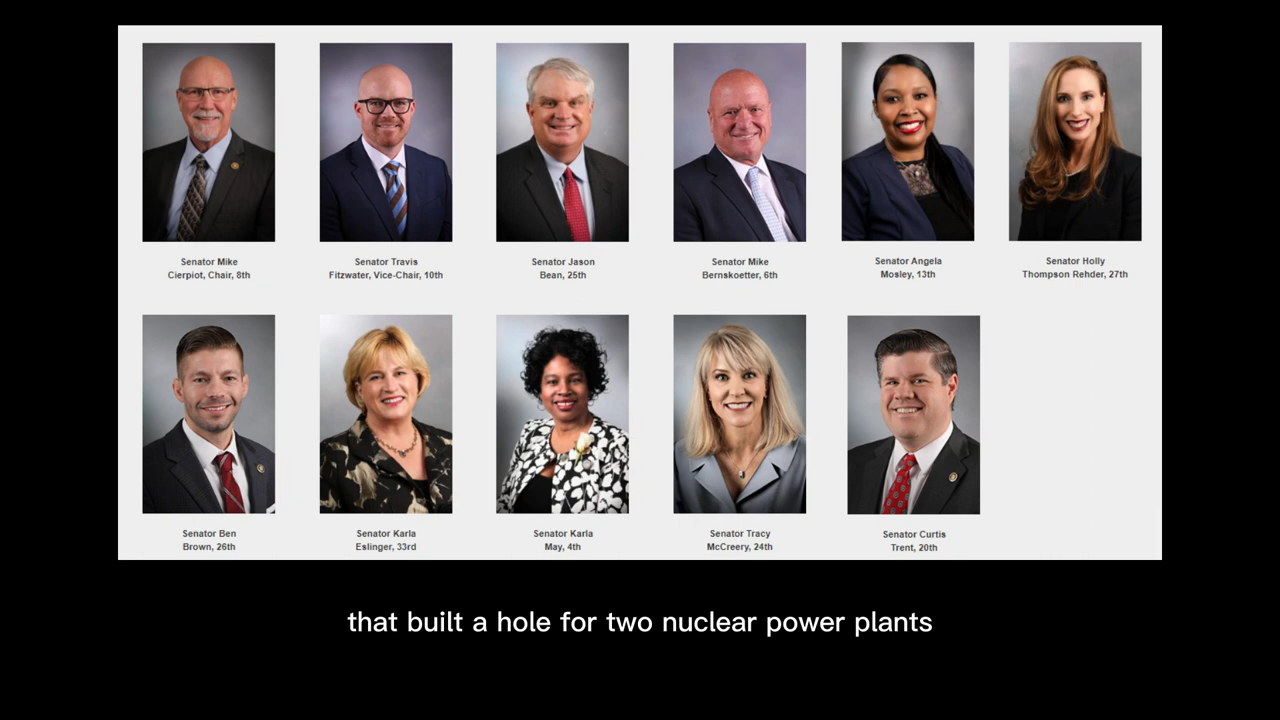 Senator Mike
Cierpiot, Chair, 8th
Senator Travis
Fitzwater, Vice-Chair, 10th
Senator Jason
Bean, 25th
Senator Mike
Bernskoetter, 6th
Senator Angela
Mosley, 13th
Senator Holly
Thompson Rehder, 27th
Senator Ben
Brown, 26th
Senator Karla
Eslinger, 33rd
Senator Karla
May, 4th
Senator Tracy
McCreery, 24th
Senator Curtis
Trent, 20th
that built a hole for two nuclear power plants